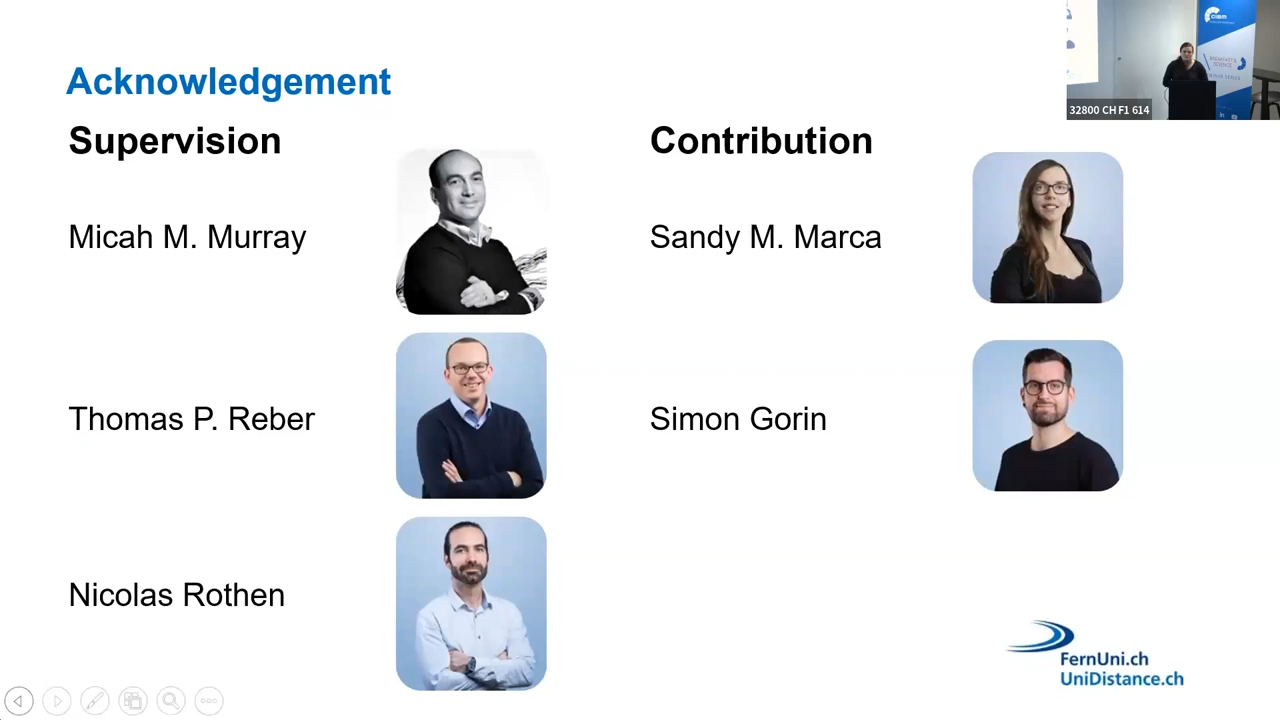 Acknowledgement
Supervision
Micah M. Murray
Thomas P. Reber
Nicolas Rothen
Contribution
Sandy M. Marca
Simon Gorin
FernUni.ch
UniDistance.ch
CIBM
32800 CH F1 614